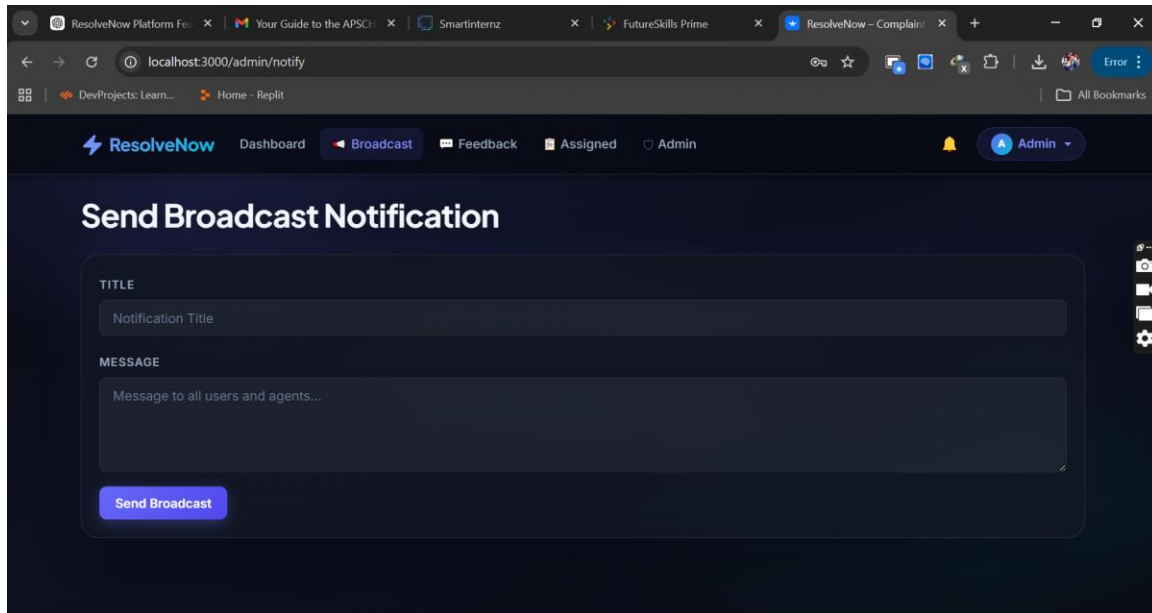 ResolveNow Platform Fe
Your Guide to the APSCH
Smartinternz
FutureSkills Prime
ResolveNow – Complaint
localhost:3000/admin/notify
Error
DevProjects: Learn...
Home - Replit
All Bookmarks
ResolveNow
Dashboard
Broadcast
Feedback
Assigned
Admin
A
Admin
Send Broadcast Notification
TITLE
Notification Title
MESSAGE
Message to all users and agents...
Send Broadcast